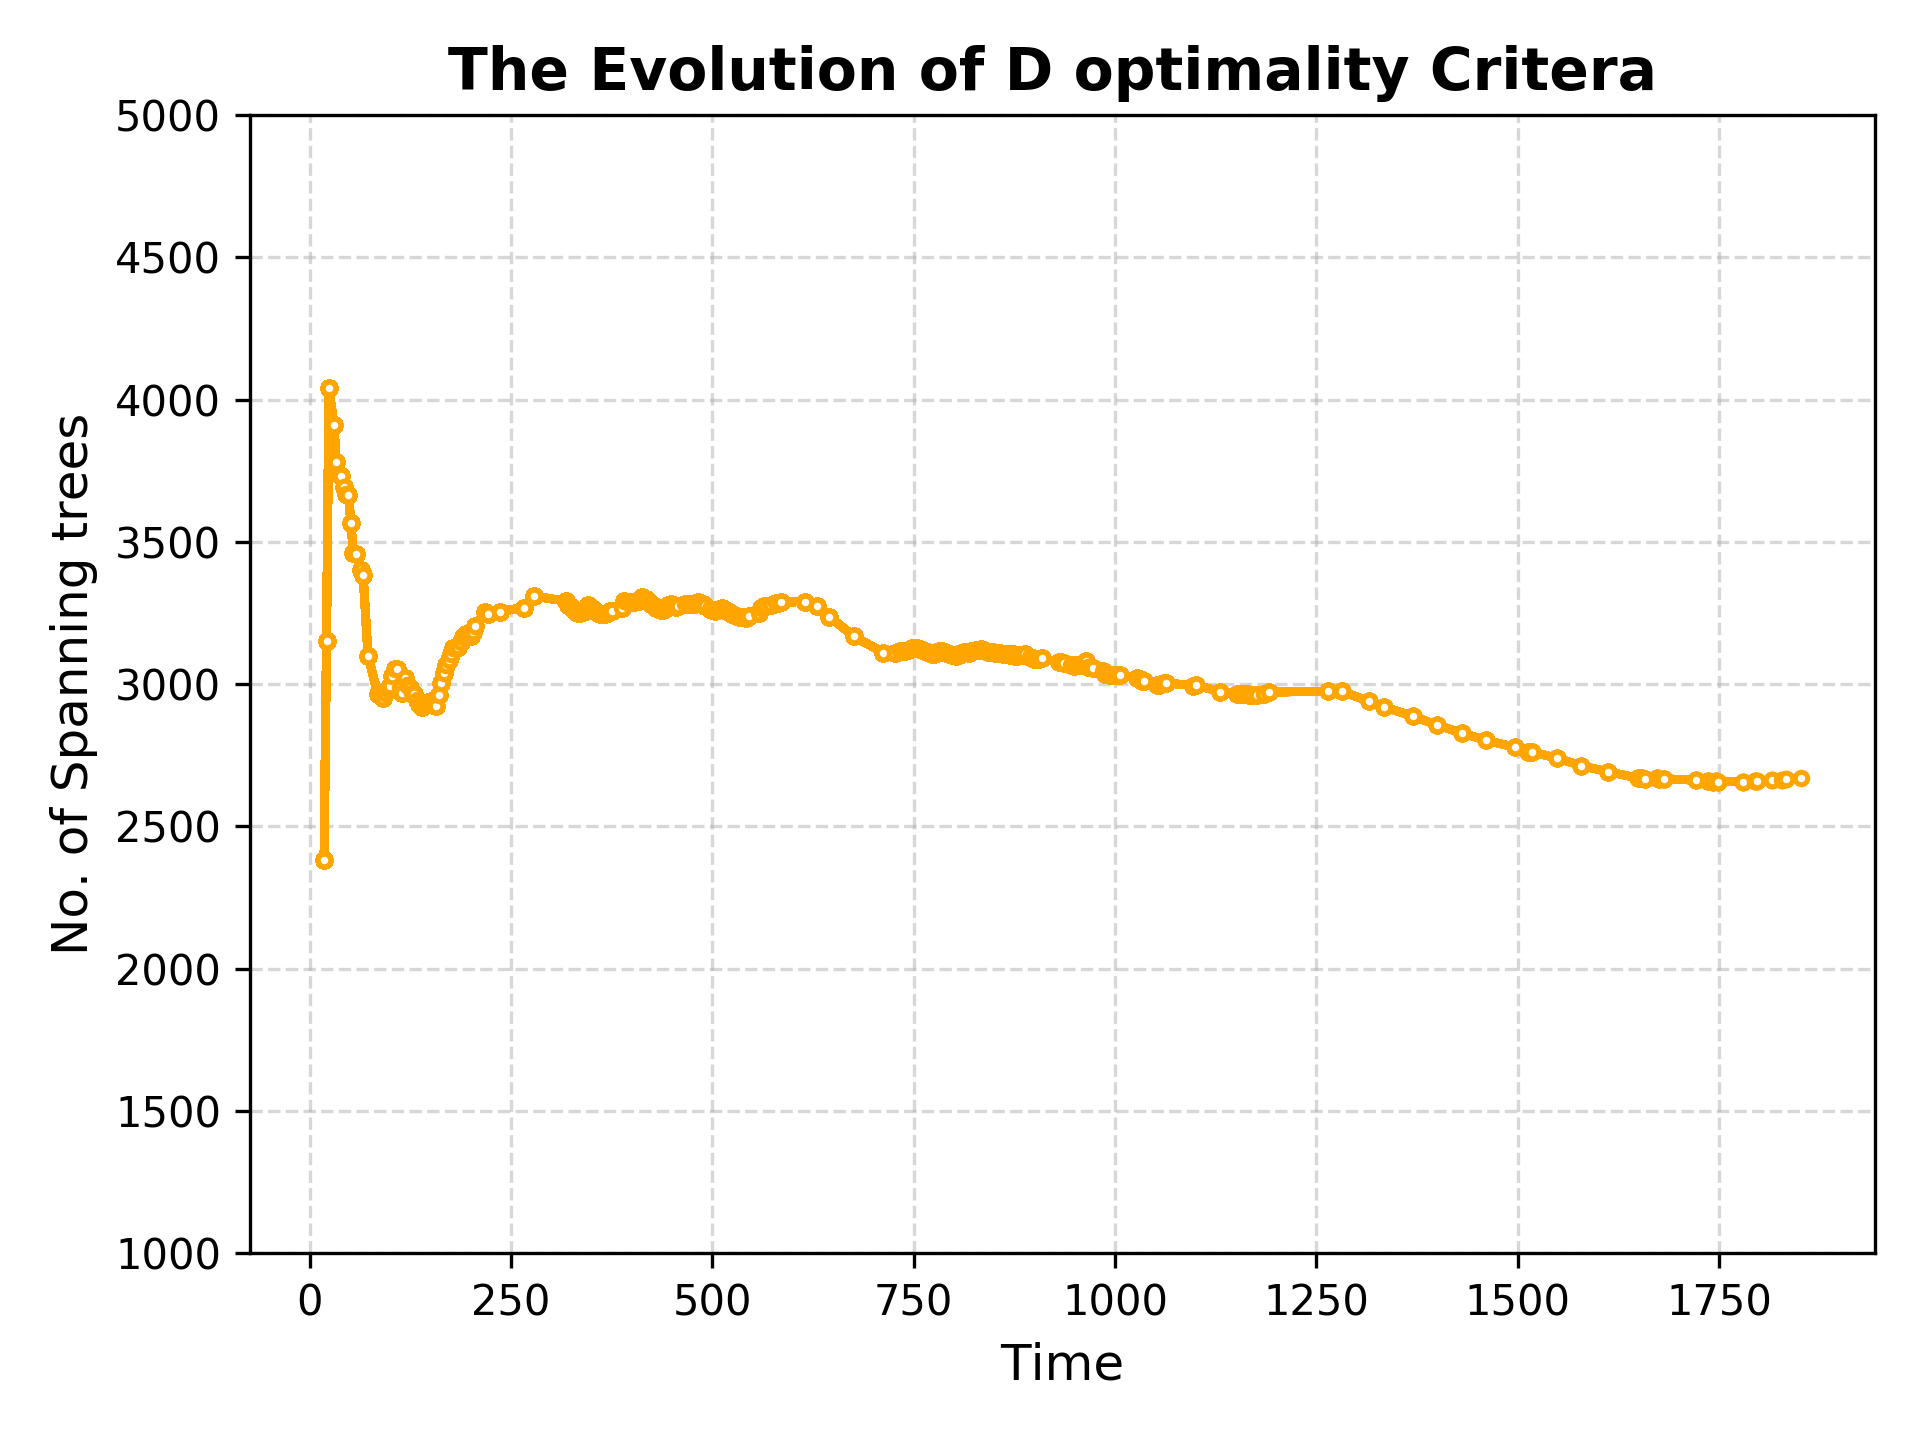 The Evolution of D optimality Critera
5000
4500
4000
3500
3000
2500
2000
1500
1000
No. of Spanning trees
0 250 500 750 1000 1250 1500 1750
Time